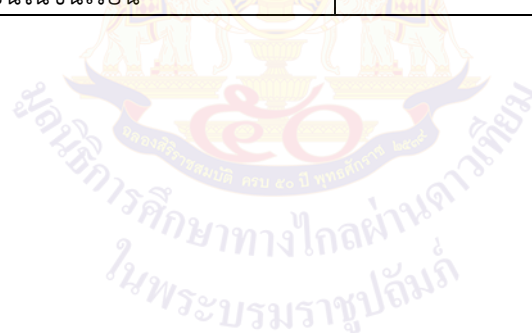 ๕๐
ฉลองสิริราชสมบัติ ครบ ๕๐ ปี พุทธศักราช ๒๕๓๙
มูลนิธิการศึกษาทางไกลผ่านดาวเทียม
ในพระบรมราชูปถัมภ์